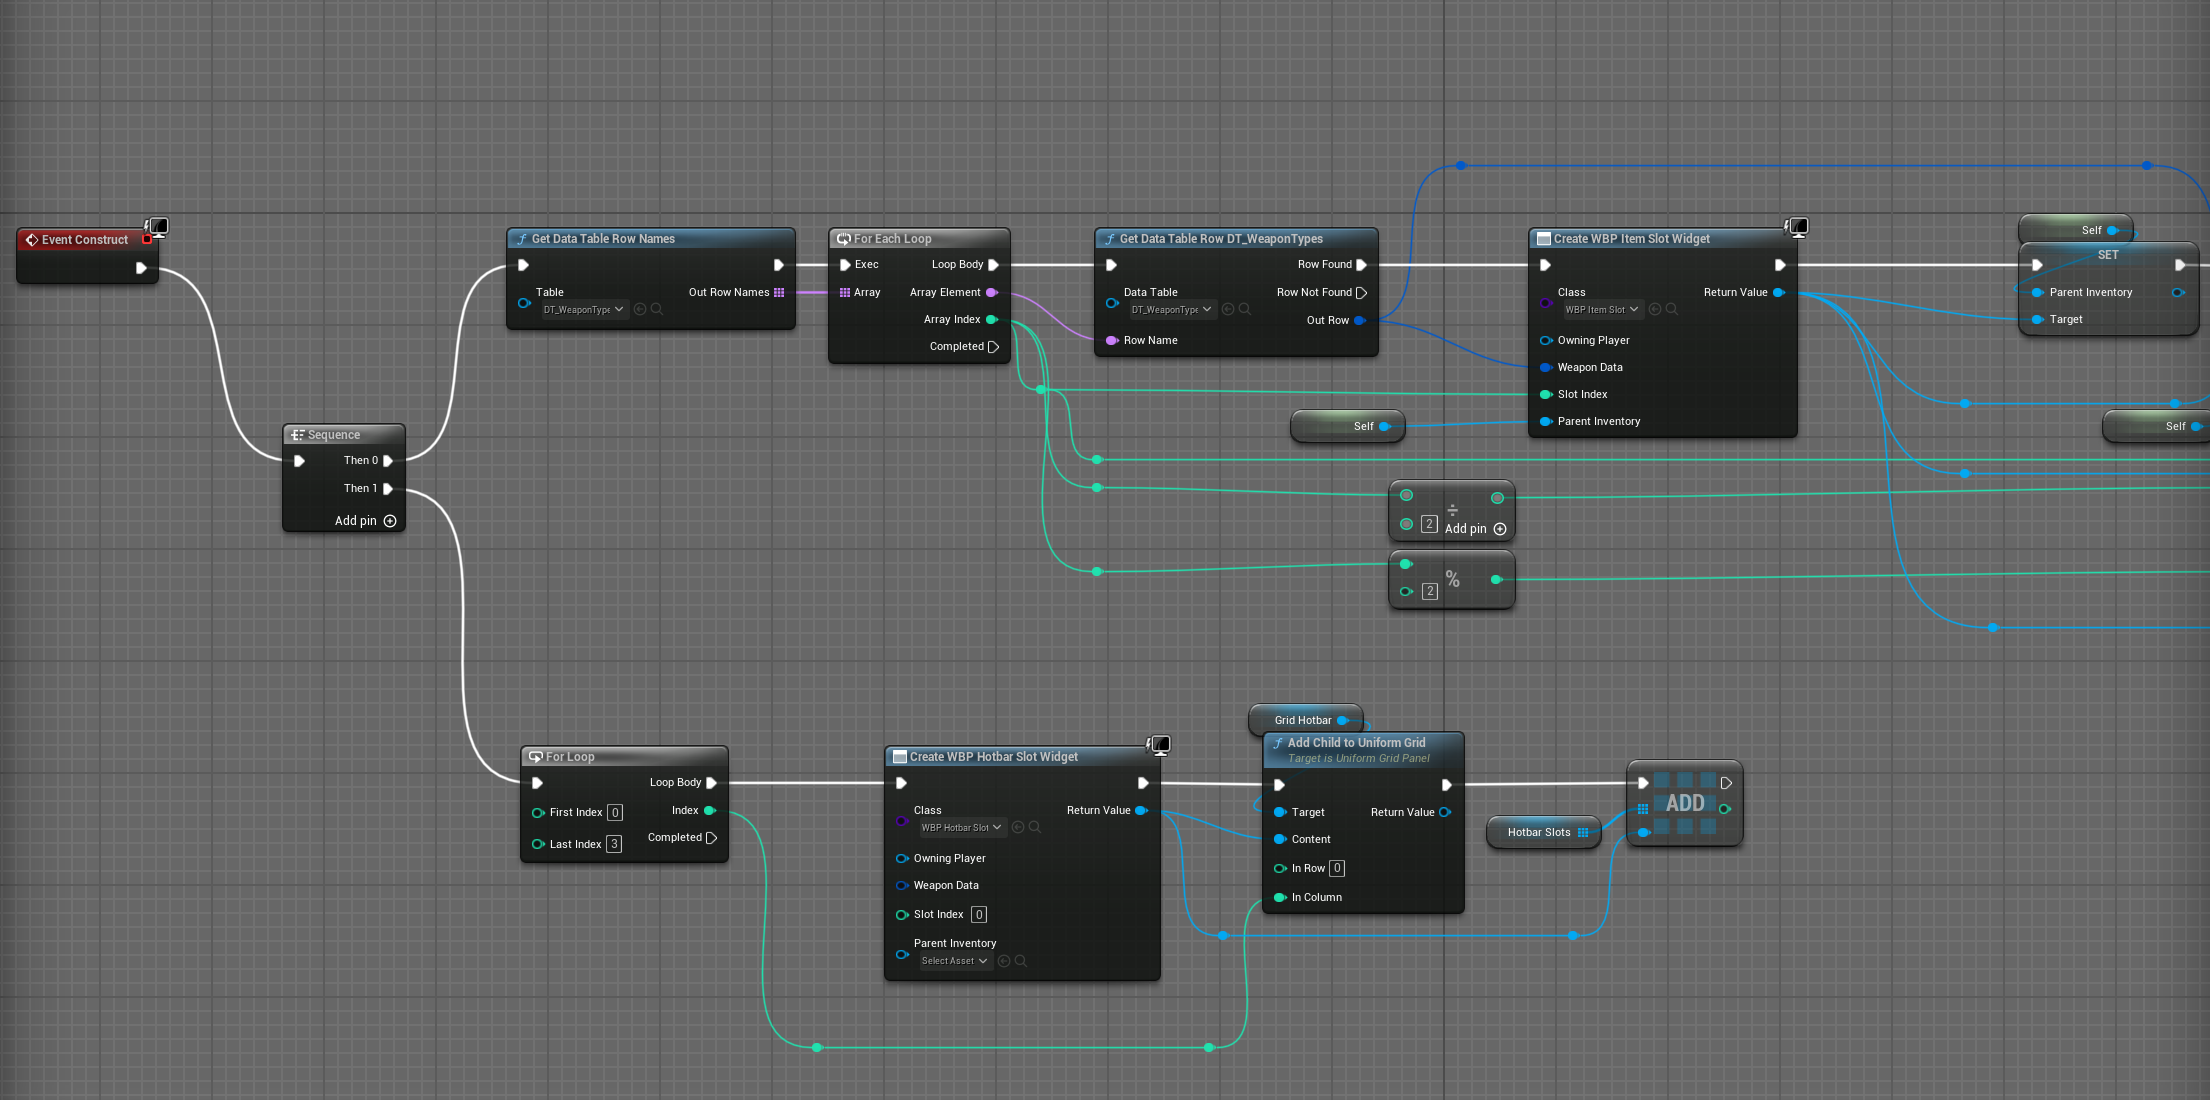 Event Construct
Sequence
Then 0
Then 1
Add pin
Get Data Table Row Names
Table
DT_WeaponType
Out Row Names
For Each Loop
Exec
Loop Body
Array
Array Element
Array Index
Completed
Get Data Table Row DT_WeaponTypes
Row Found
Data Table
DT_WeaponType
Row Not Found
Out Row
Row Name
Create WBP Item Slot Widget
Class
WBP Item Slot
Return Value
Owning Player
Weapon Data
Slot Index
Parent Inventory
Self
Self
SET
Parent Inventory
Target
Self
÷
2
Add pin
%
2
For Loop
Loop Body
First Index 0
Index
Last Index 3
Completed
Create WBP Hotbar Slot Widget
Class
WBP Hotbar Slot
Return Value
Owning Player
Weapon Data
Slot Index 0
Parent Inventory
Select Asset
Grid Hotbar
Add Child to Uniform Grid
Target is Uniform Grid Panel
Target
Return Value
Content
In Row 0
In Column
Hotbar Slots
ADD